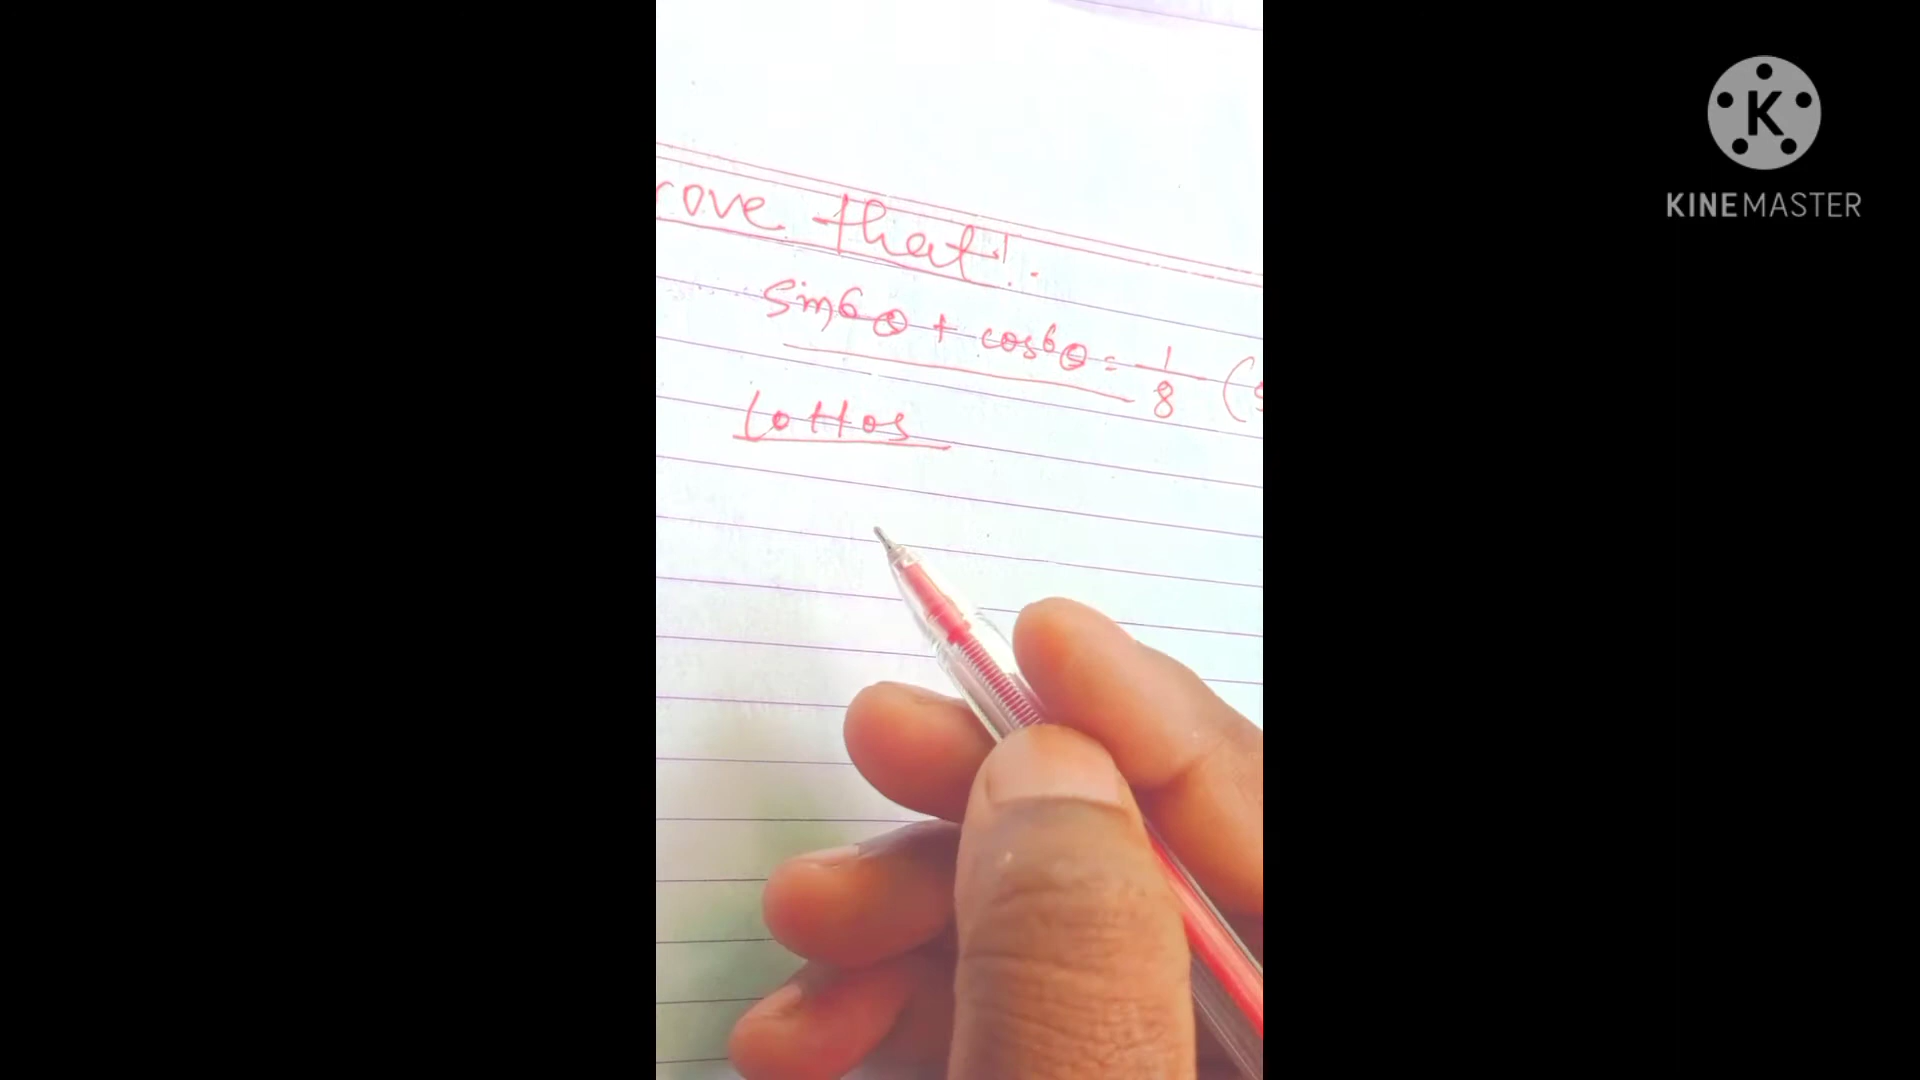 rove that:
sin⁶θ + cos⁶θ = 1/8 (
LoHos
KINEMASTER